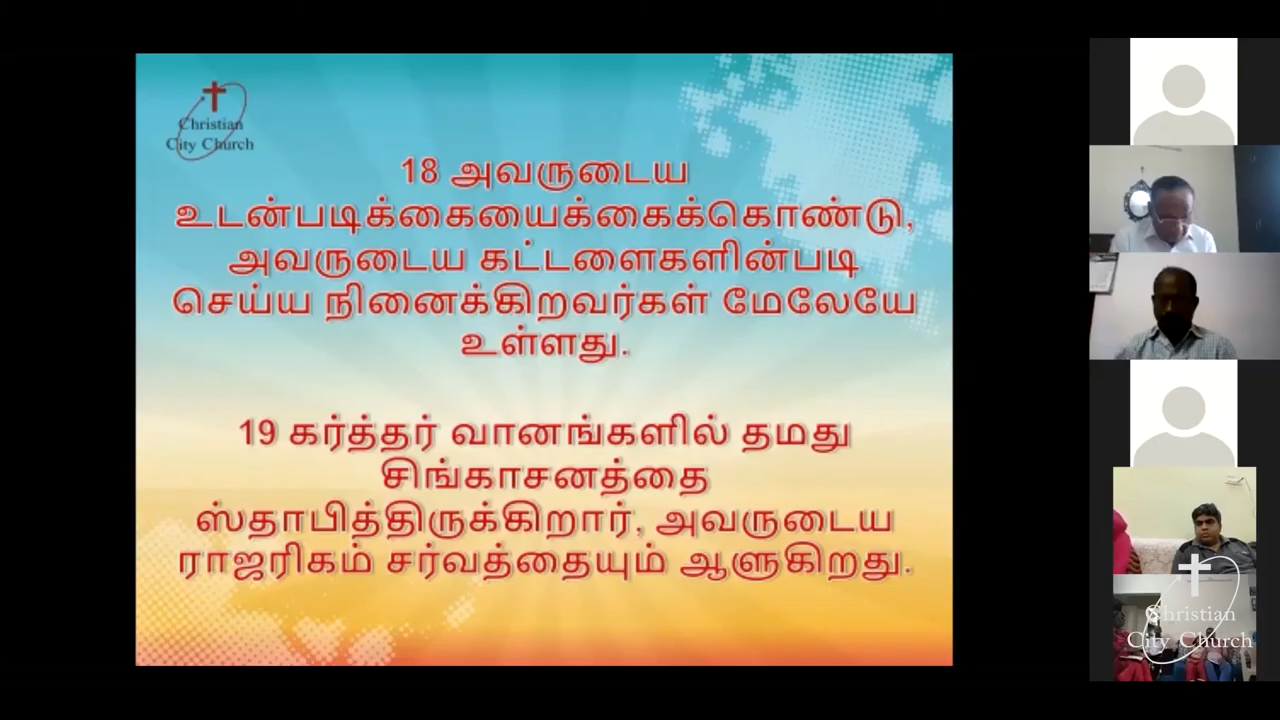 Christian
City Church
18 அவருடைய
உடன்படிக்கையைக்கைக்கொண்டு,
அவருடைய கட்டளைகளின்படி
செய்ய நினைக்கிறவர்கள் மேலேயே
உள்ளது.
19 கர்த்தர் வானங்களில் தமது
சிங்காசனத்தை
ஸ்தாபித்திருக்கிறார், அவருடைய
ராஜரிகம் சர்வத்தையும் ஆளுகிறது.
Christian
City Church